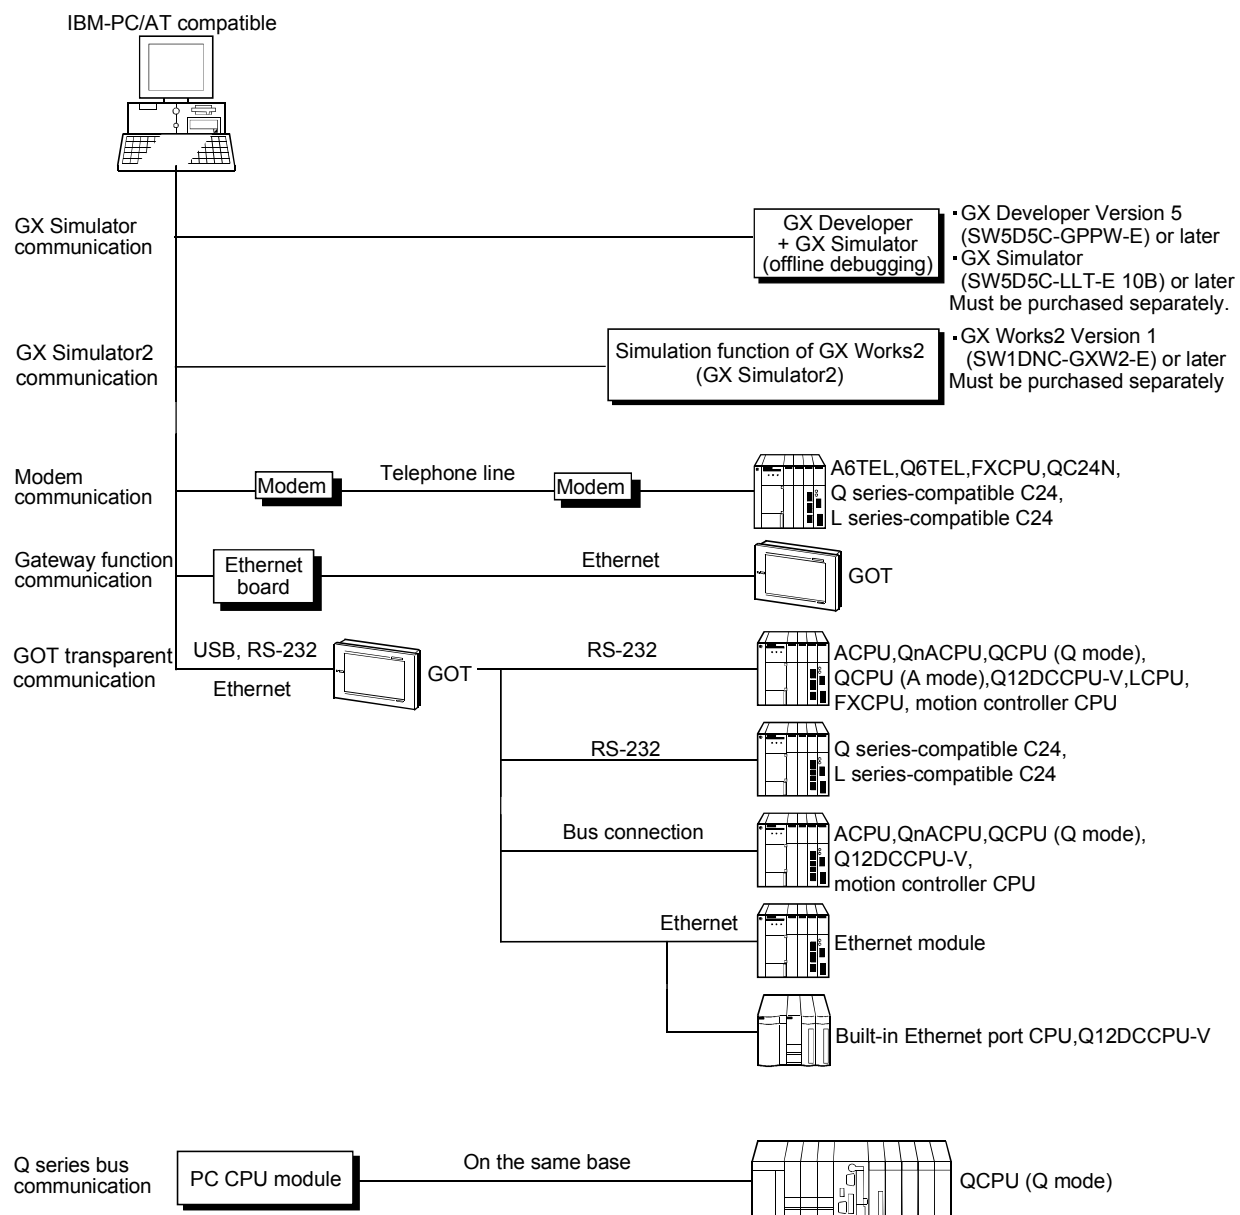 IBM-PC/AT compatible
GX Simulator
communication
GX Developer
+ GX Simulator
(offline debugging)
・GX Developer Version 5
(SW5D5C-GPPW-E) or later
・GX Simulator
(SW5D5C-LLT-E 10B) or later
Must be purchased separately.
GX Simulator2
communication
Simulation function of GX Works2
(GX Simulator2)
・GX Works2 Version 1
(SW1DNC-GXW2-E) or later
Must be purchased separately
Modem
communication
Modem
Telephone line
Modem
A6TEL,Q6TEL,FXCPU,QC24N,
Q series-compatible C24,
L series-compatible C24
Gateway function
communication
Ethernet
board
Ethernet
GOT
GOT transparent
communication
USB, RS-232
Ethernet
GOT
RS-232
ACPU,QnACPU,QCPU (Q mode),
QCPU (A mode),Q12DCCPU-V,LCPU,
FXCPU, motion controller CPU
RS-232
Q series-compatible C24,
L series-compatible C24
Bus connection
ACPU,QnACPU,QCPU (Q mode),
Q12DCCPU-V,
motion controller CPU
Ethernet
Ethernet module
Built-in Ethernet port CPU,Q12DCCPU-V
Q series bus
communication
PC CPU module
On the same base
QCPU (Q mode)